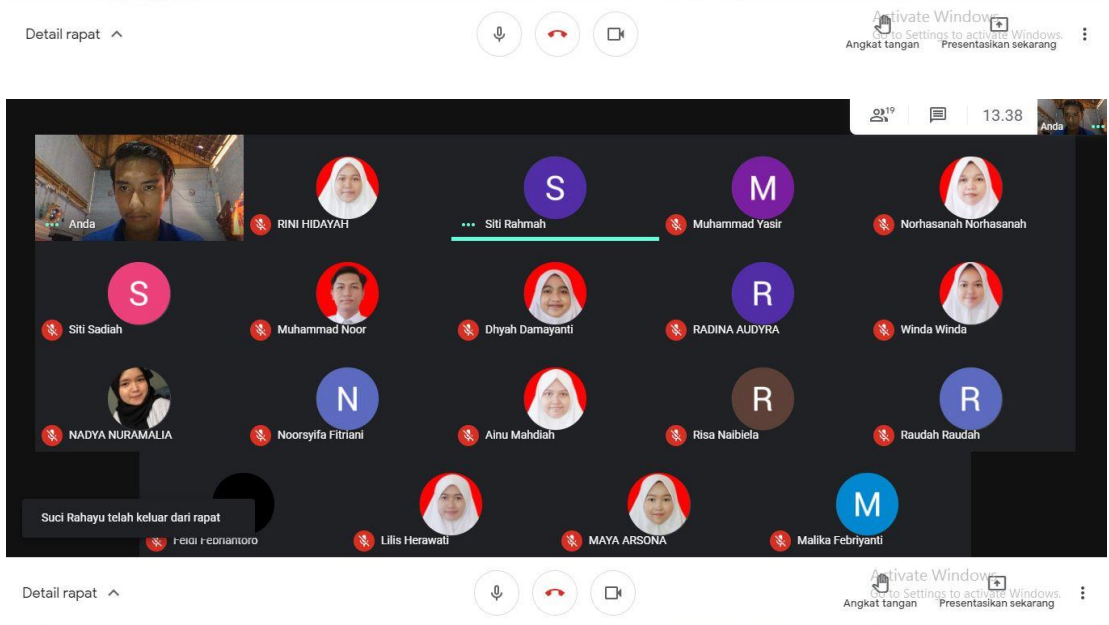 Activate Windows
Detail rapat
Go to Settings to activate Windows.
Angkat tangan Presentasikan sekarang
19
13.38
Anda
Anda
RINI HIDAYAH
S
Siti Rahmah
M
Muhammad Yasir
Norhasanah Norhasanah
S
Siti Sadiah
Muhammad Noor
Dhyah Damayanti
R
RADINA AUDYRA
Winda Winda
NADYA NURAMALIA
N
Noorsyifa Fitriani
Ainu Mahdiah
R
Risa Naibiela
R
Raudah Raudah
Suci Rahayu telah keluar dari rapat
Feldi Febriantoro
Lilis Herawati
MAYA ARSONA
M
Malika Febriyanti
Activate Windows
Detail rapat
Go to Settings to activate Windows.
Angkat tangan Presentasikan sekarang